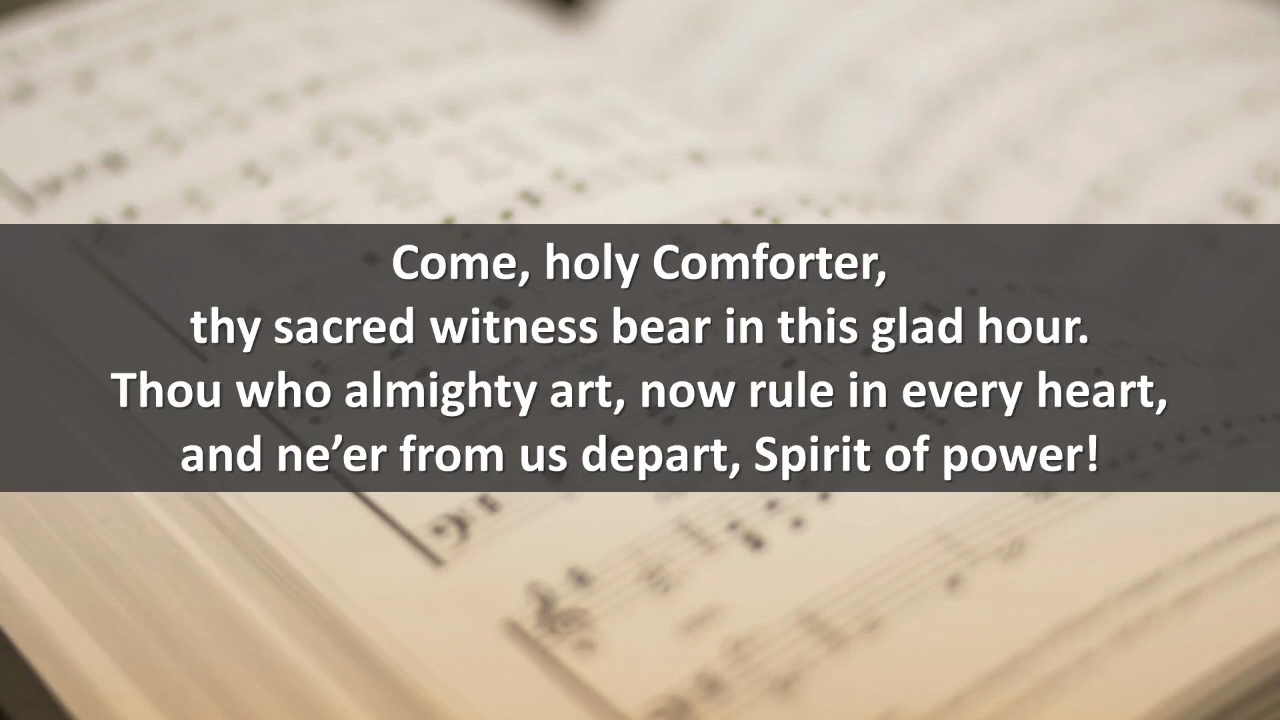 Come, holy Comforter,
thy sacred witness bear in this glad hour.
Thou who almighty art, now rule in every heart,
and ne’er from us depart, Spirit of power!